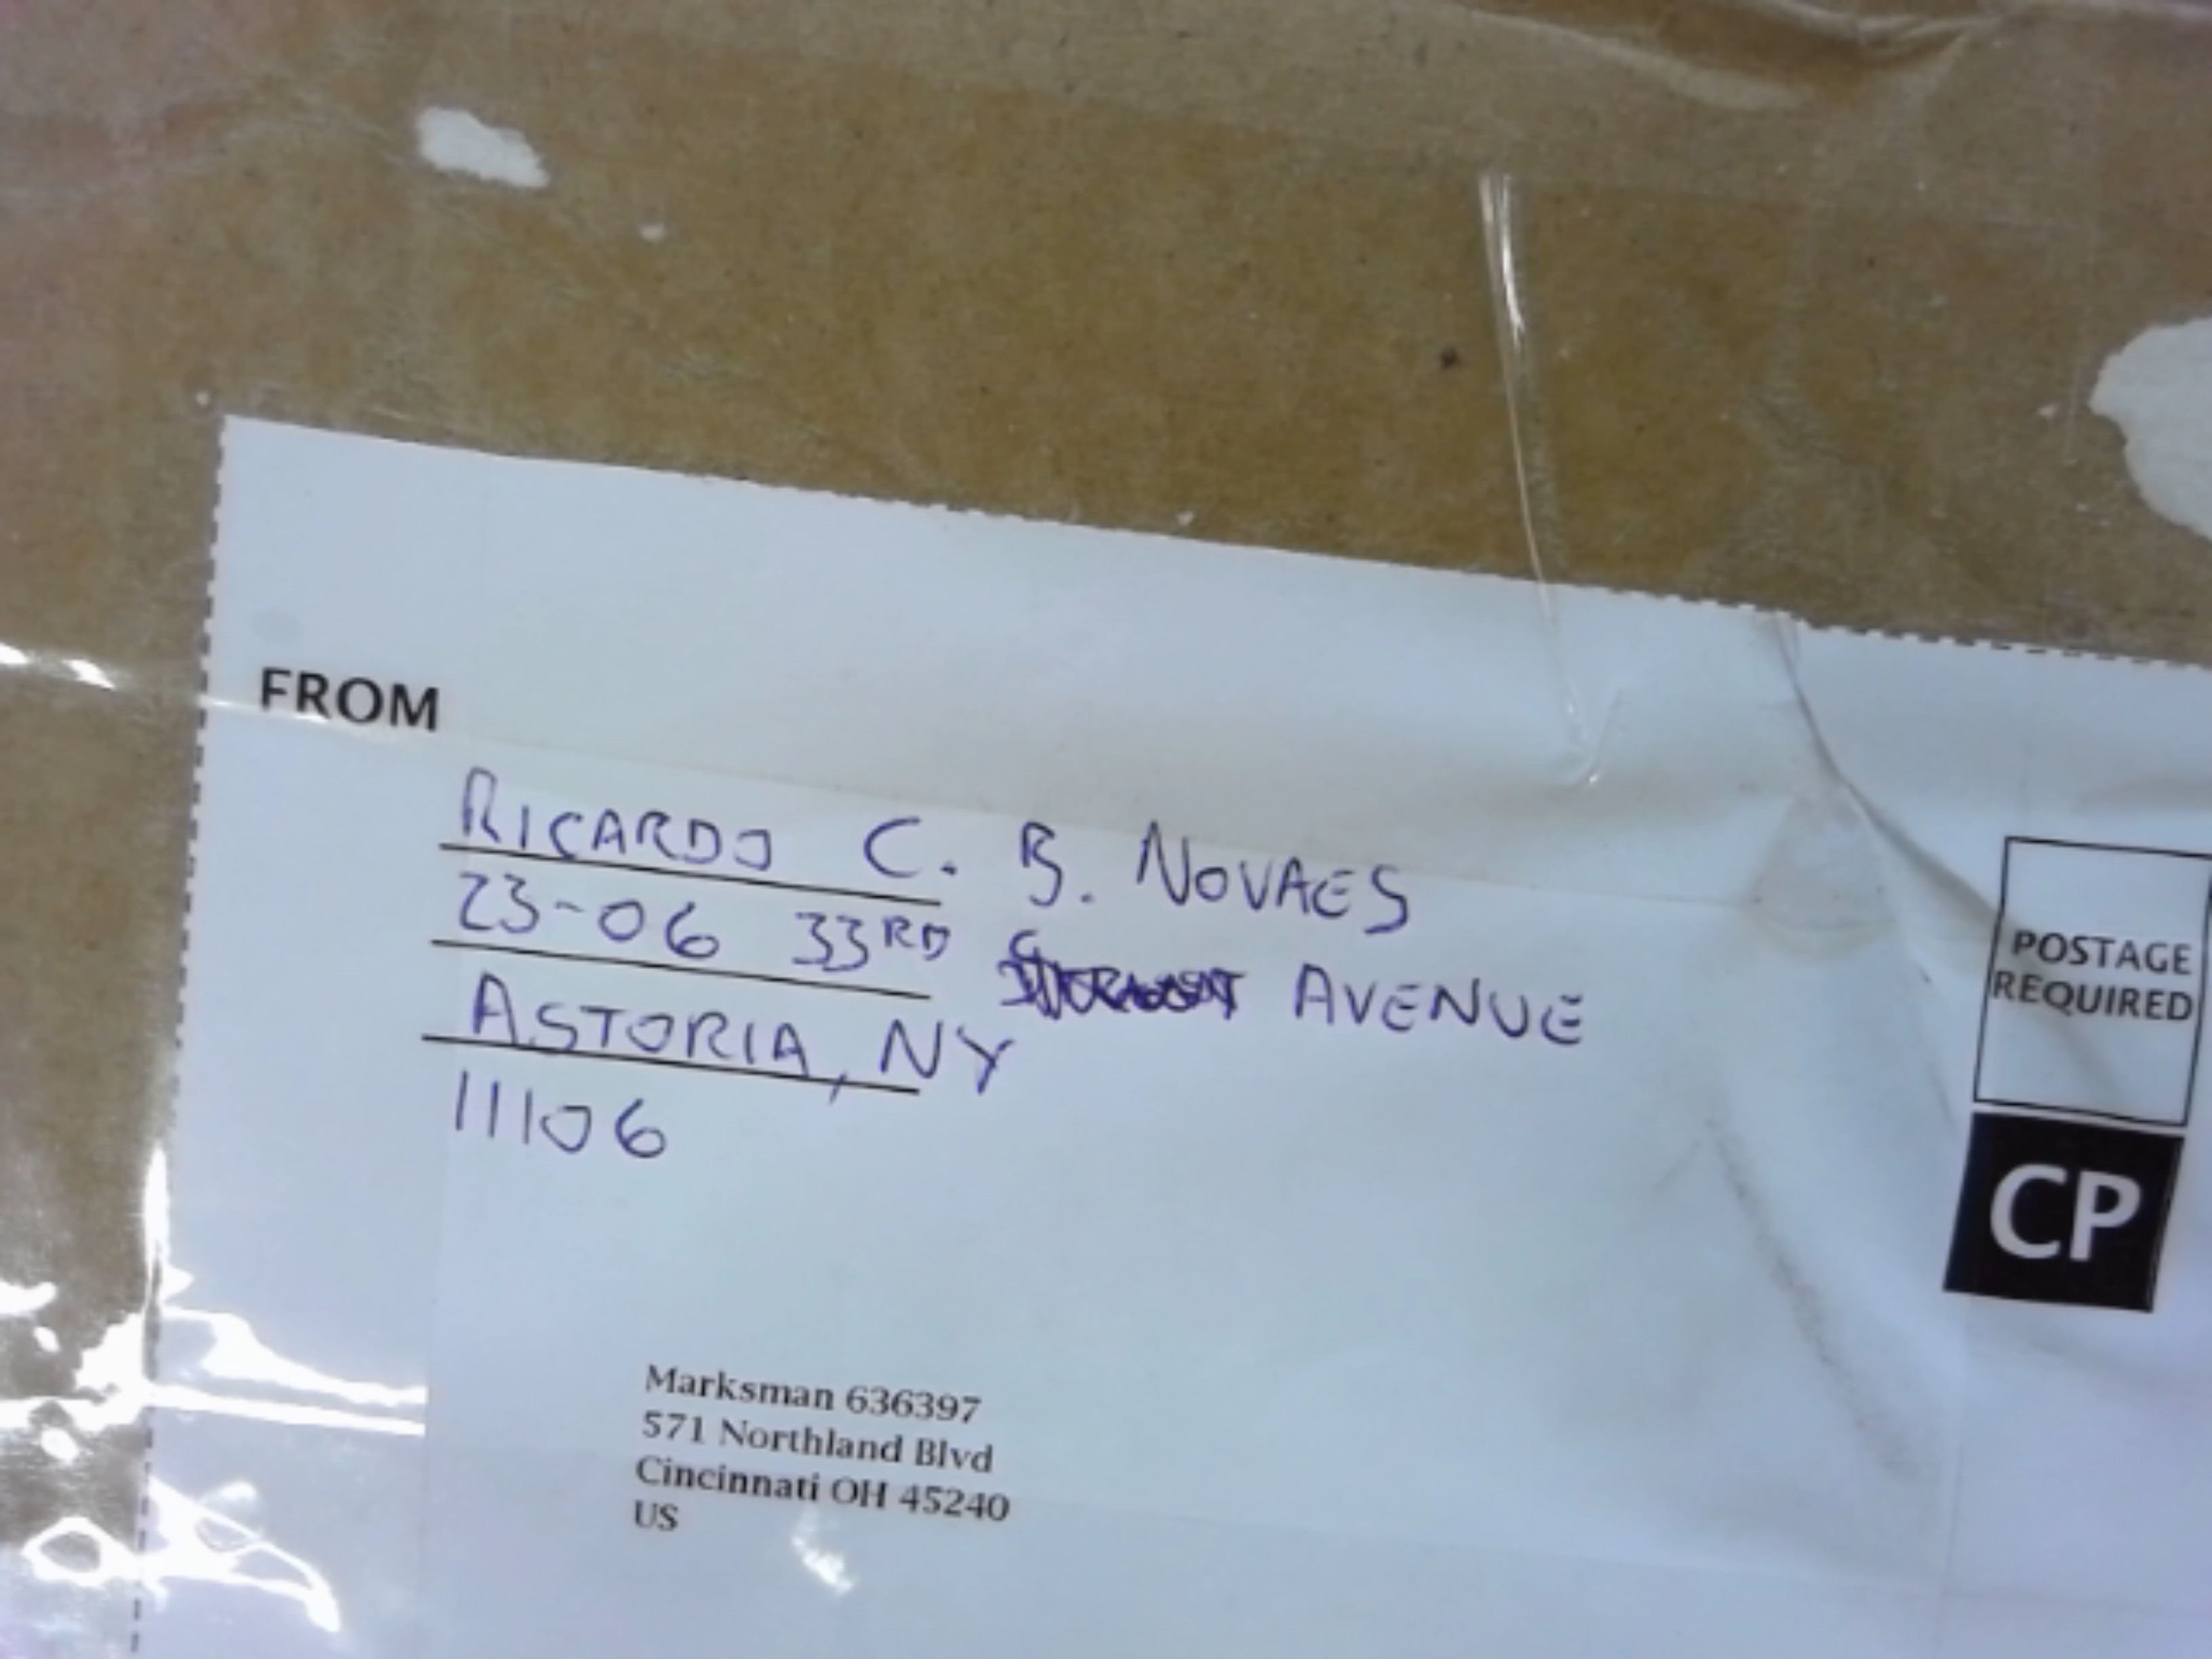 FROM
RICARDO C. B. NOVAES
23-06 33RD AVENUE
ASTORIA, NY
11106
POSTAGE
REQUIRED
CP
Marksman 636397
571 Northland Blvd
Cincinnati OH 45240
US